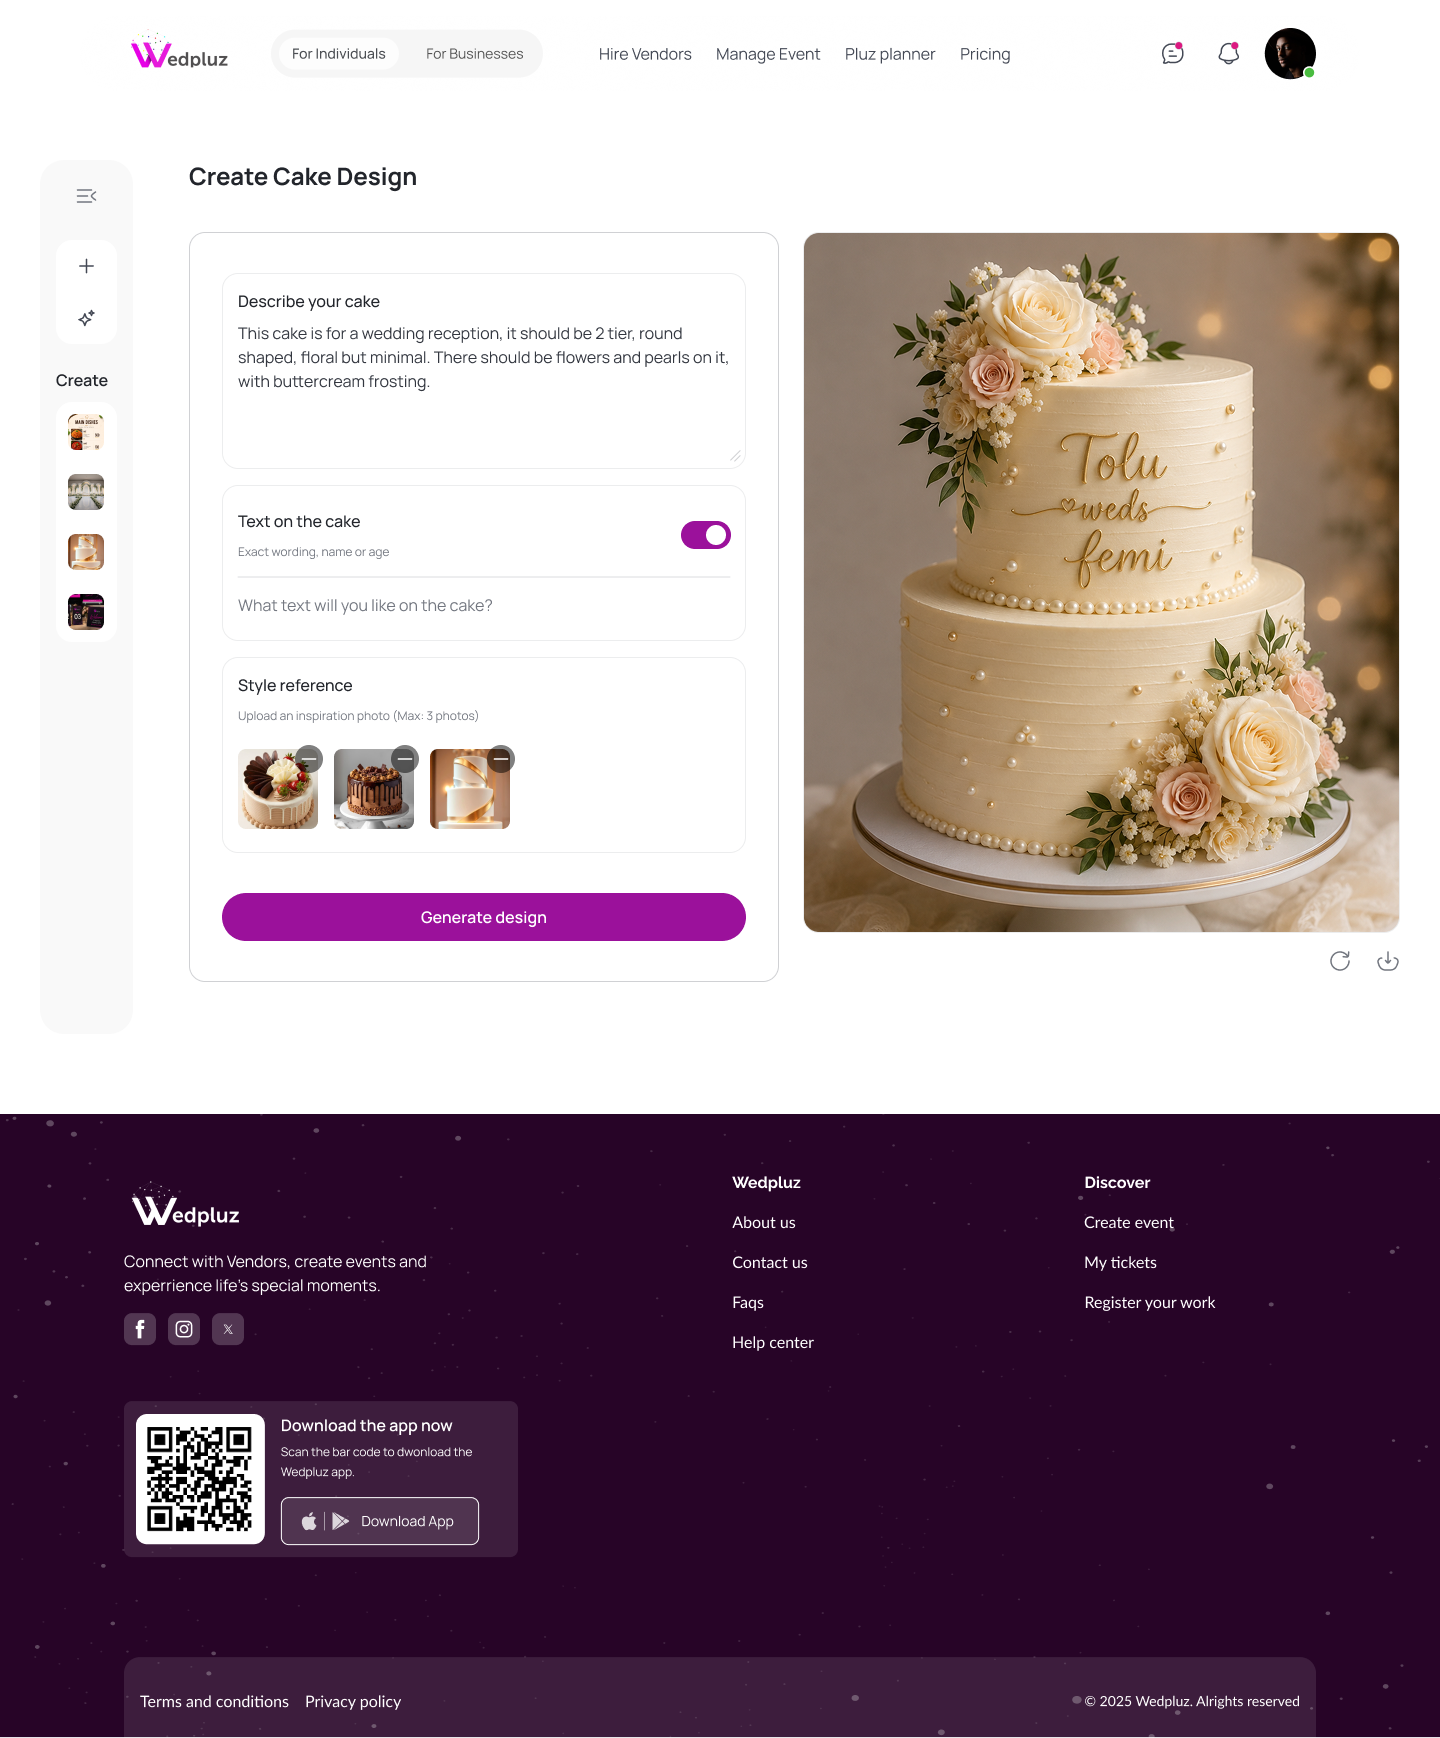 Wedpluz
For Individuals
For Businesses
Hire Vendors
Manage Event
Pluz planner
Pricing
Create Cake Design
Create
MAIN DISHES
03
Describe your cake
This cake is for a wedding reception, it should be 2 tier, round
shaped, floral but minimal. There should be flowers and pearls on it,
with buttercream frosting.
Text on the cake
Exact wording, name or age
What text will you like on the cake?
Style reference
Upload an inspiration photo (Max: 3 photos)
Generate design
Tolu
weds
femi
Wedpluz
Connect with Vendors, create events and
experrience life's special moments.
Download the app now
Scan the bar code to dwonload the
Wedpluz app.
Download App
Wedpluz
About us
Contact us
Faqs
Help center
Discover
Create event
My tickets
Register your work
Terms and conditions
Privacy policy
© 2025 Wedpluz. Alrights reserved